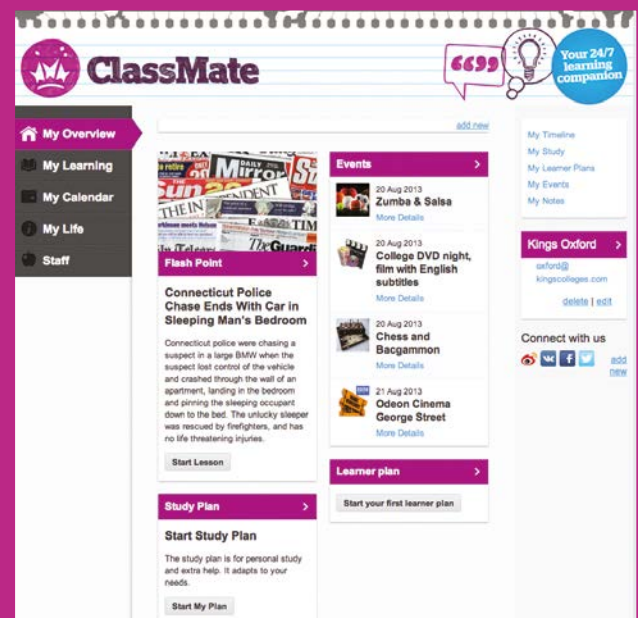 ClassMate
6699
Your 24/7
learning
companion
My Overview
My Learning
My Calendar
My Life
Staff
add new
DAILY
Mirror
Sun
THE IN
PENDENT
TIM
The Guardi
Flash Point
Connecticut Police
Chase Ends With Car in
Sleeping Man's Bedroom
Connecticut police were chasing a
suspect in a large BMW when the
suspect lost control of the vehicle
and crashed through the wall of an
apartment, landing in the bedroom
and pinning the sleeping occupant
down to the bed. The unlucky sleeper
was rescued by firefighters, and has
no life threatening injuries.
Start Lesson
Study Plan
Start Study Plan
The study plan is for personal study
and extra help. It adapts to your
needs.
Start My Plan
Events
20 Aug 2013
Zumba & Salsa
More Details
20 Aug 2013
College DVD night,
film with English
subtitles
More Details
20 Aug 2013
Chess and
Bacgammon
More Details
21 Aug 2013
Odeon Cinema
George Street
More Details
Learner plan
Start your first learner plan
My Timeline
My Study
My Learner Plans
My Events
My Notes
Kings Oxford
oxford@
kingscolleges.com
delete | edit
Connect with us
add
new